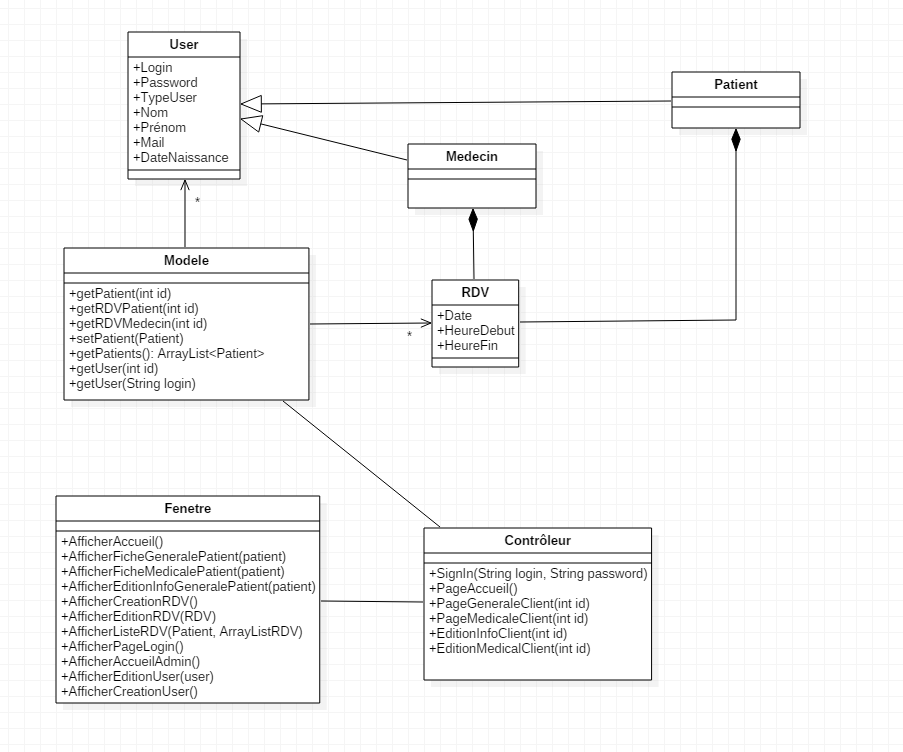 User
+Login
+Password
+TypeUser
+Nom
+Prénom
+Mail
+DateNaissance
Patient
Medecin
*
Modele
+getPatient(int id)
+getRDVPatient(int id)
+getRDVMedecin(int id)
+setPatient(Patient)
+getPatients(): ArrayList<Patient>
+getUser(int id)
+getUser(String login)
*
RDV
+Date
+HeureDebut
+HeureFin
Fenetre
+AfficherAccueil()
+AfficherFicheGeneralePatient(patient)
+AfficherFicheMedicalePatient(patient)
+AfficherEditionInfoGeneralePatient(patient)
+AfficherCreationRDV()
+AfficherEditionRDV(RDV)
+AfficherListeRDV(Patient, ArrayListRDV)
+AfficherPageLogin()
+AfficherAccueilAdmin()
+AfficherEditionUser(user)
+AfficherCreationUser()
Contrôleur
+SignIn(String login, String password)
+PageAccueil()
+PageGeneraleClient(int id)
+PageMedicaleClient(int id)
+EditionInfoClient(int id)
+EditionMedicalClient(int id)